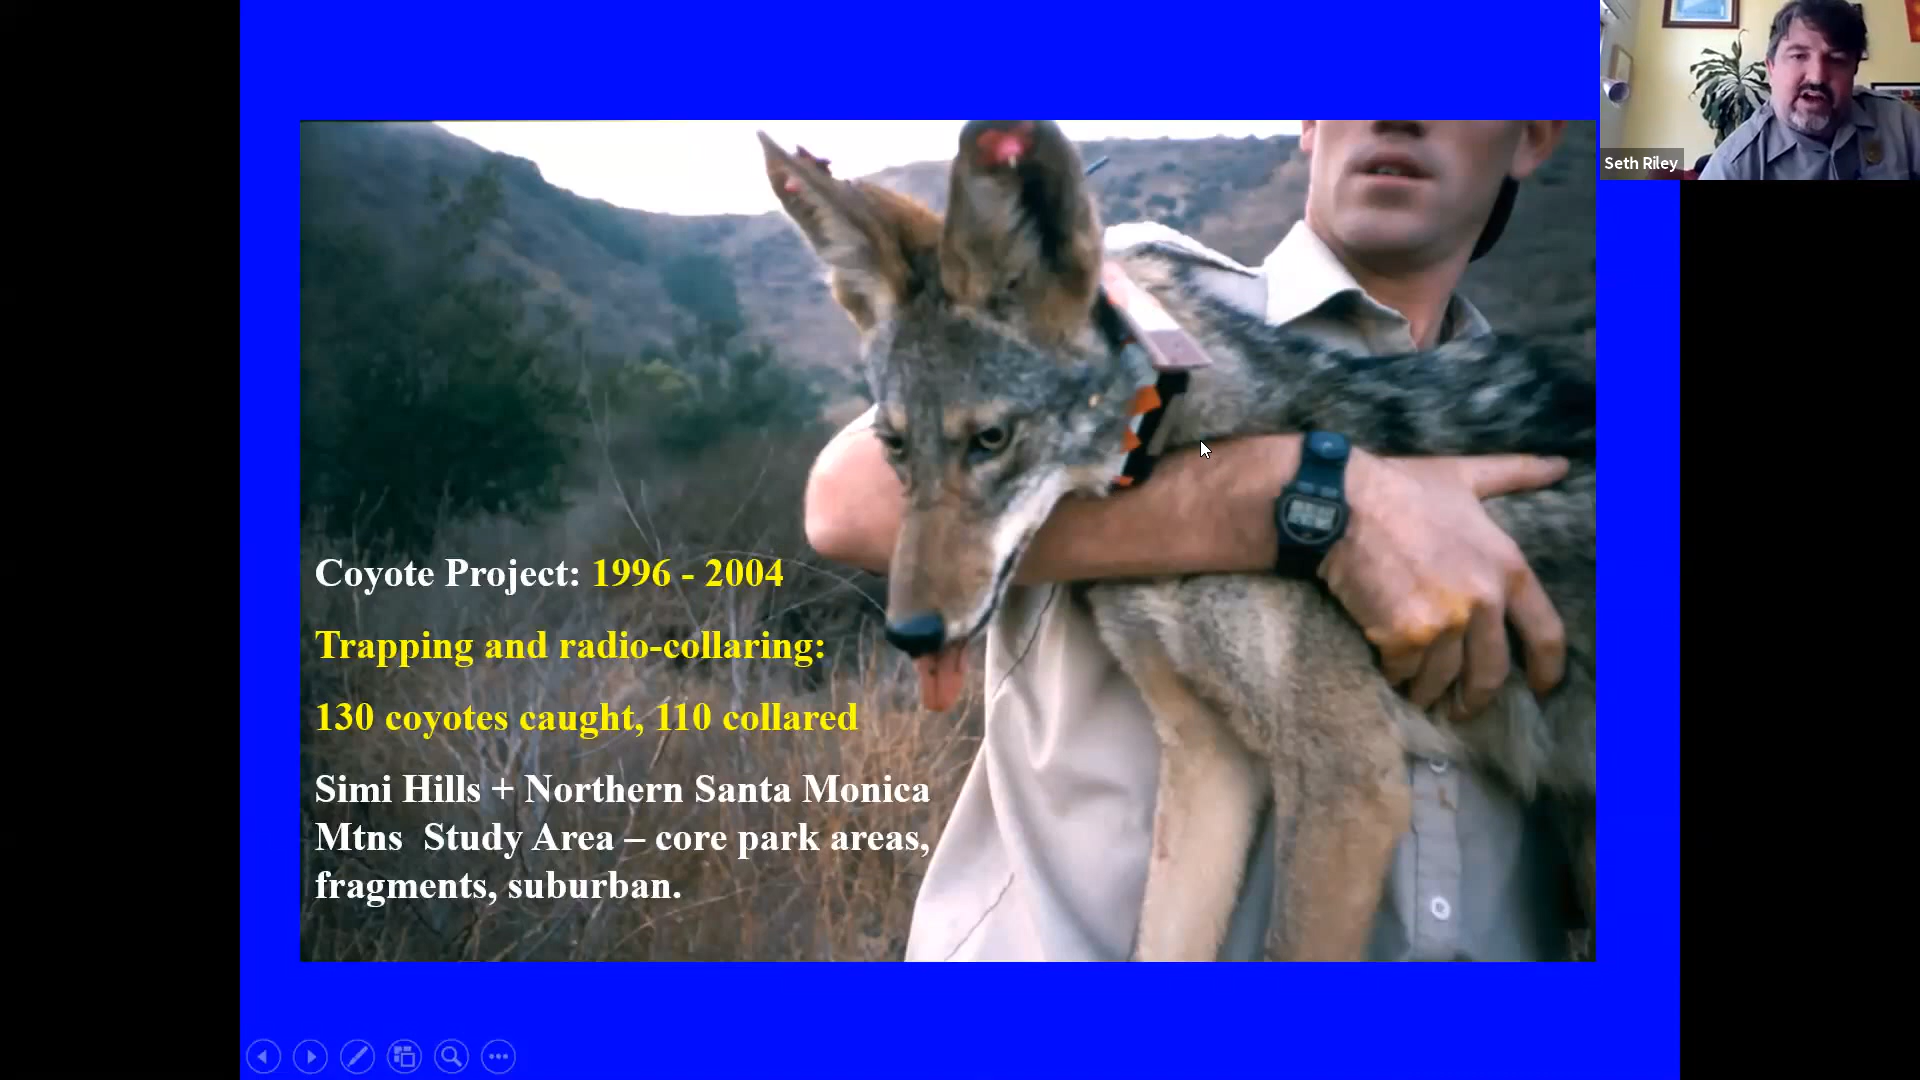 Seth Riley
Coyote Project: 1996 - 2004
Trapping and radio-collaring:
130 coyotes caught, 110 collared
Simi Hills + Northern Santa Monica
Mtns Study Area – core park areas,
fragments, suburban.